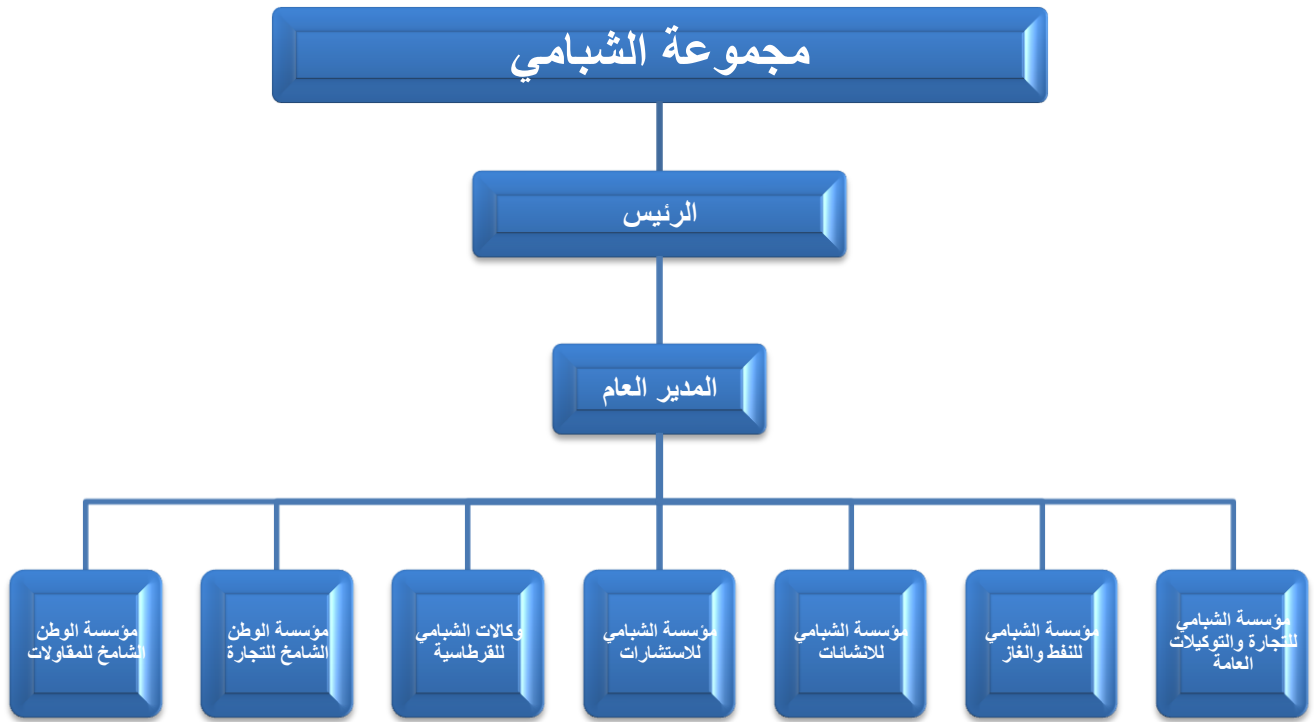 مجموعة الشبامي
الرئيس
المدير العام
مؤسسة الشبامي
للتجارة والتوكيلات
العامة
مؤسسة الشبامي
للنفط والغاز
مؤسسة الشبامي
للانشائات
مؤسسة الشبامي
للاستشارات
وكالات الشبامي
للقرطاسية
مؤسسة الوطن
الشامخ للتجارة
مؤسسة الوطن
الشامخ للمقاولات